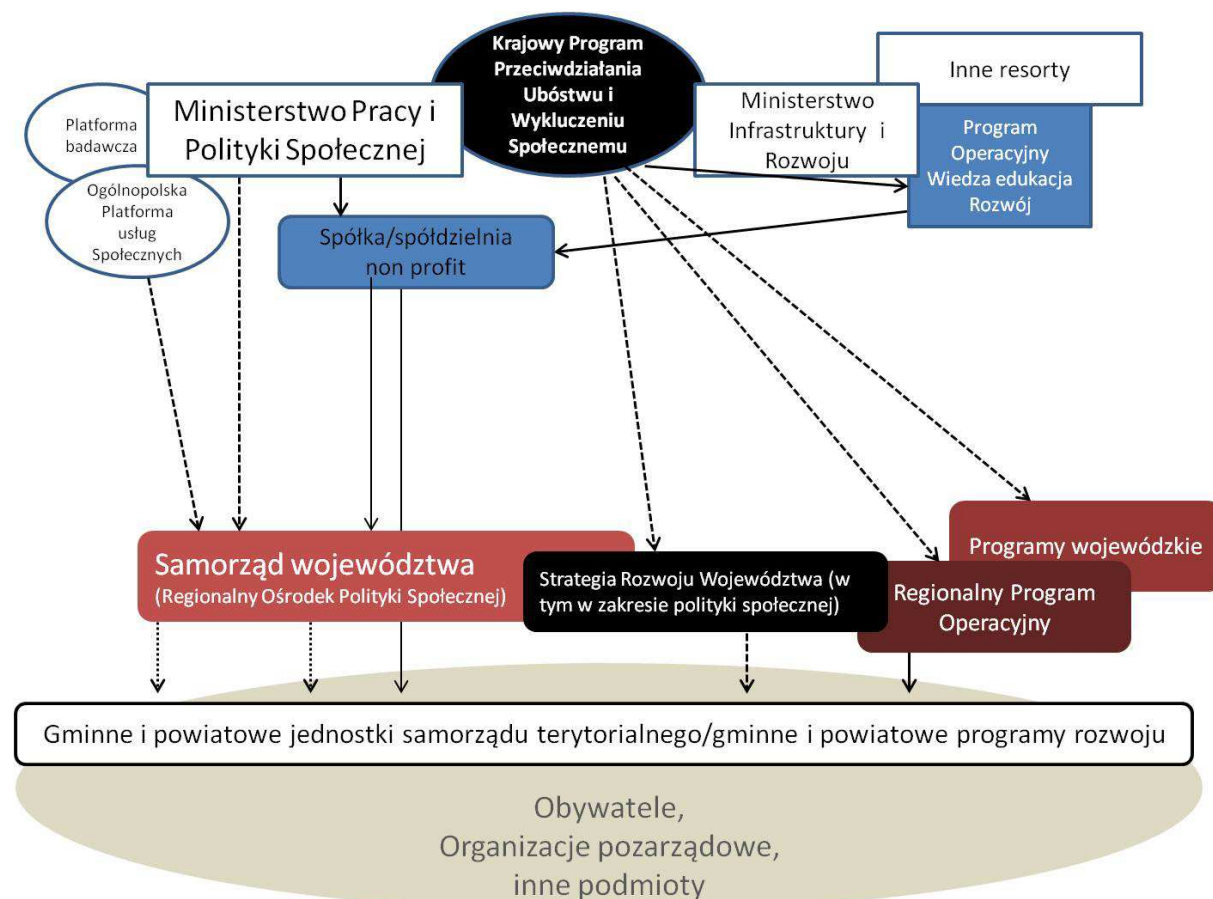 Krajowy Program
Przeciwdziałania
Ubóstwu i
Wykluczeniu
Społecznemu
Inne resorty
Platforma
badawcza
Ministerstwo Pracy i
Polityki Społecznej
Ministerstwo
Infrastruktury i
Rozwoju
Program
Operacyjny
Wiedza edukacja
Rozwój
Ogólnopolska
Platforma
usług
Społecznych
Spółka/spółdzielnia
non profit
Samorząd województwa
(Regionalny Ośrodek Polityki Społecznej)
Strategia Rozwoju Województwa (w
tym w zakresie polityki społecznej)
Programy wojewódzkie
Regionalny Program
Operacyjny
Gminne i powiatowe jednostki samorządu terytorialnego/gminne i powiatowe programy rozwoju
Obywatele,
Organizacje pozarządowe,
inne podmioty